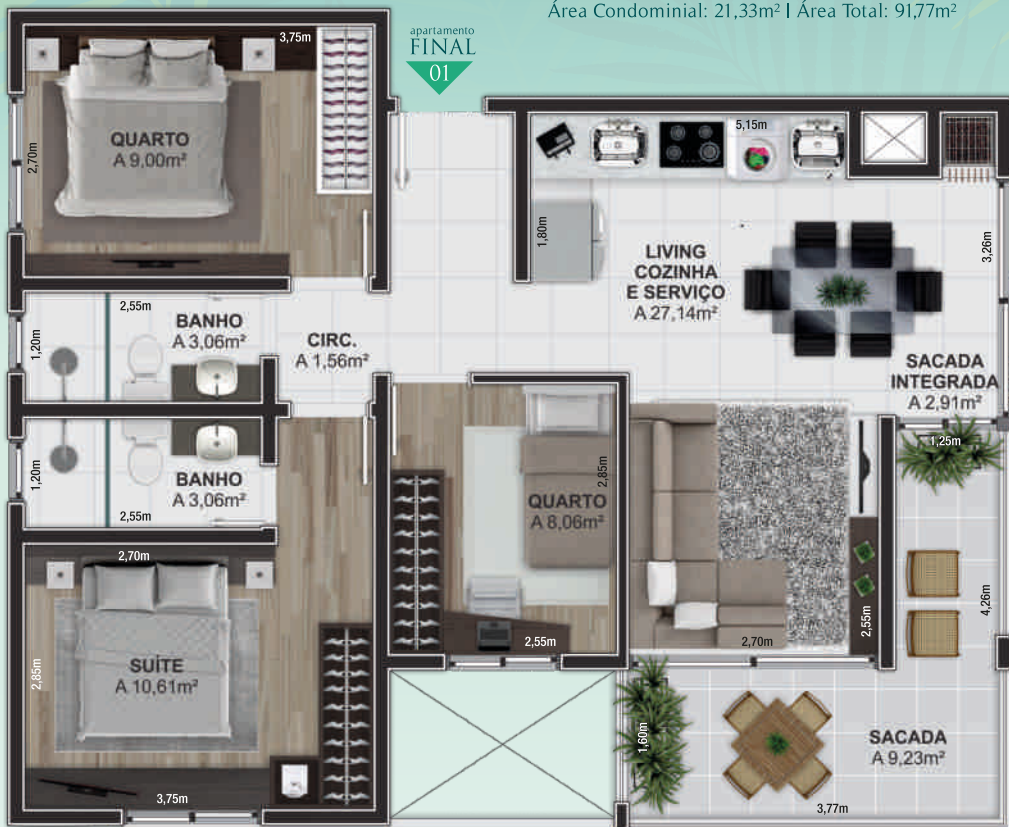 Área Condominial: 21,33m² | Área Total: 91,77m²
apartamento
FINAL
01
3,75m
QUARTO
A 9,00m²
2,70m
5,15m
1,80m
LIVING
COZINHA
E SERVIÇO
A 27,14m²
3,26m
2,55m
BANHO
A 3,06m²
1,20m
CIRC.
A 1,56m²
SACADA
INTEGRADA
A 2,91m²
1,25m
1,20m
BANHO
A 3,06m²
2,55m
2,85m
QUARTO
A 8,06m²
2,55m
2,70m
2,55m
4,26m
2,70m
SUÍTE
A 10,61m²
2,85m
3,75m
1,60m
SACADA
A 9,23m²
3,77m